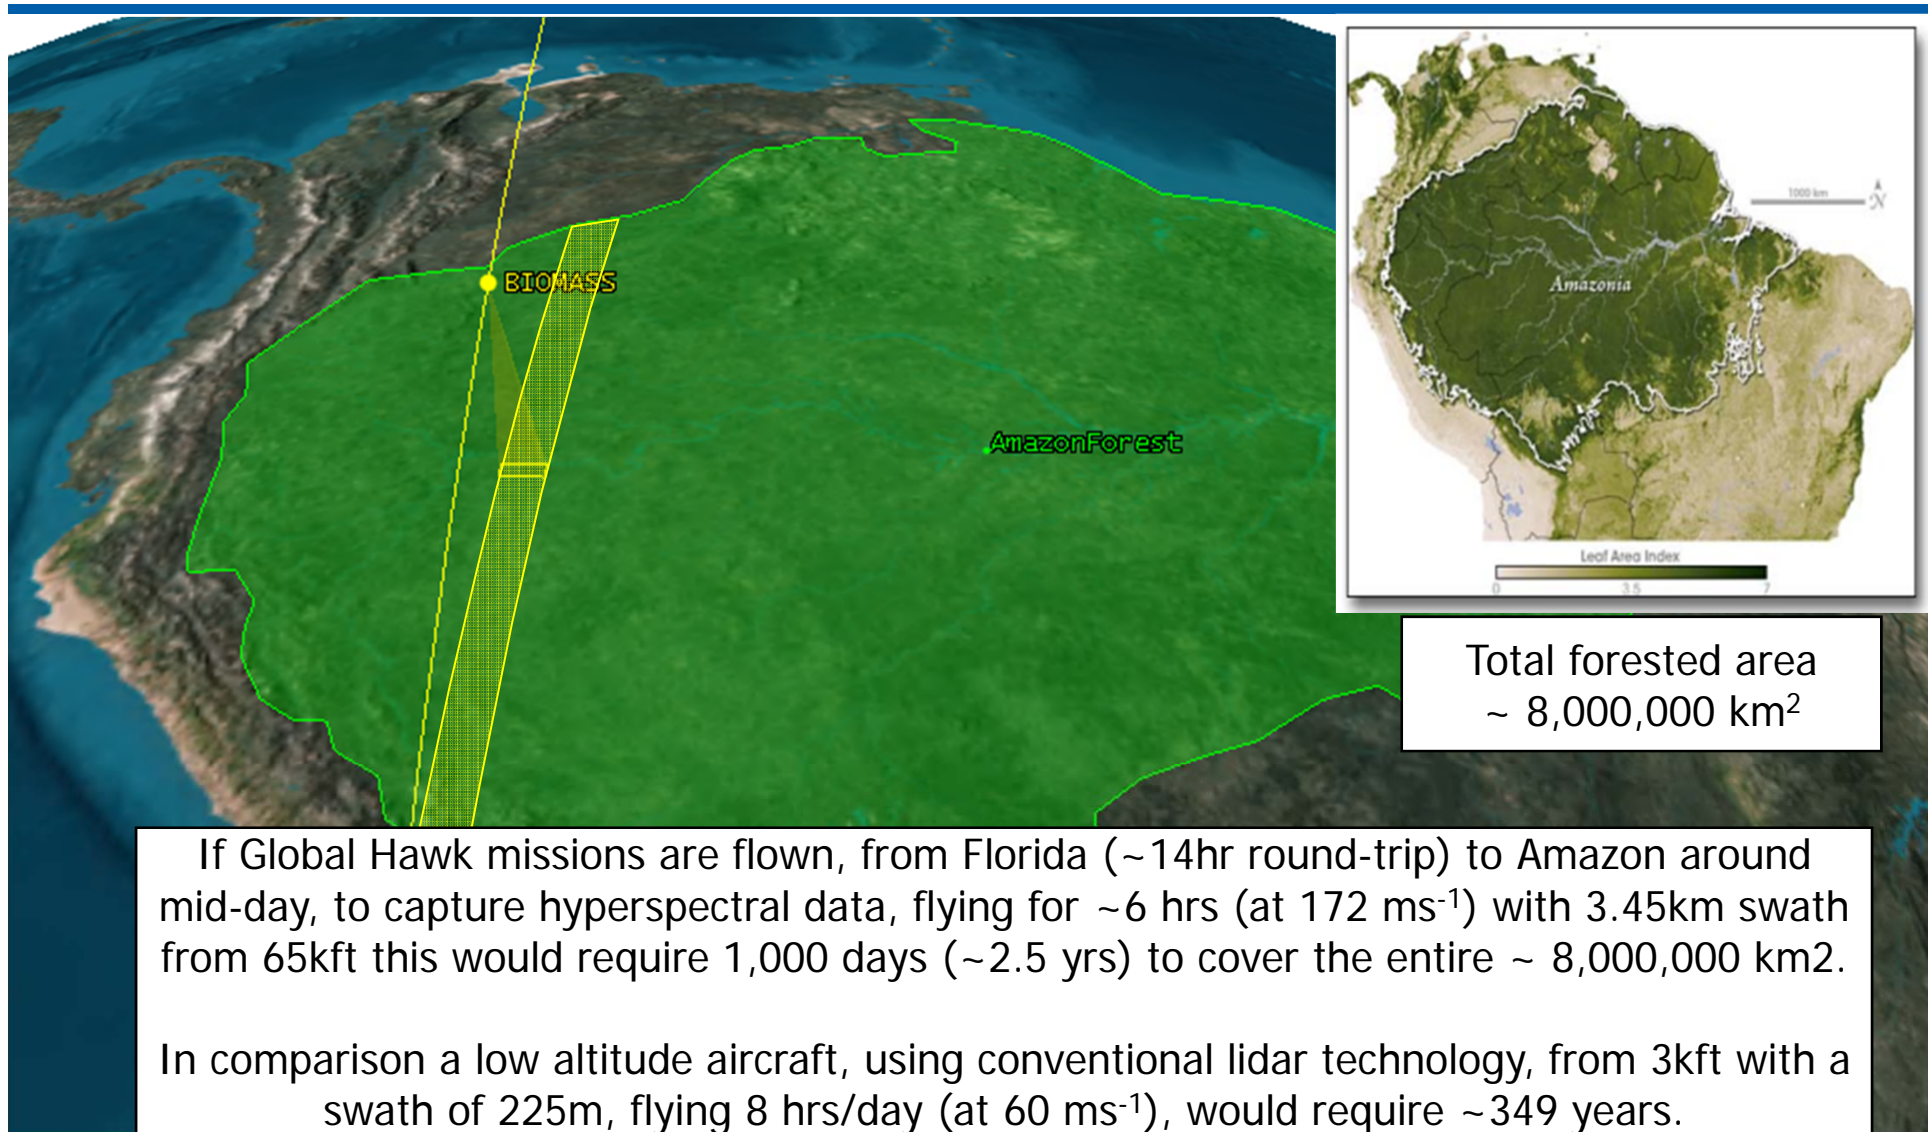 BIOMASS
AmazonForest
1000 km
N
Amazonia
Leaf Area Index
0 3.5 7
Total forested area
~ 8,000,000 km²
If Global Hawk missions are flown, from Florida (~14hr round-trip) to Amazon around
mid-day, to capture hyperspectral data, flying for ~6 hrs (at 172 ms⁻¹) with 3.45km swath
from 65kft this would require 1,000 days (~2.5 yrs) to cover the entire ~ 8,000,000 km2.
In comparison a low altitude aircraft, using conventional lidar technology, from 3kft with a
swath of 225m, flying 8 hrs/day (at 60 ms⁻¹), would require ~349 years.